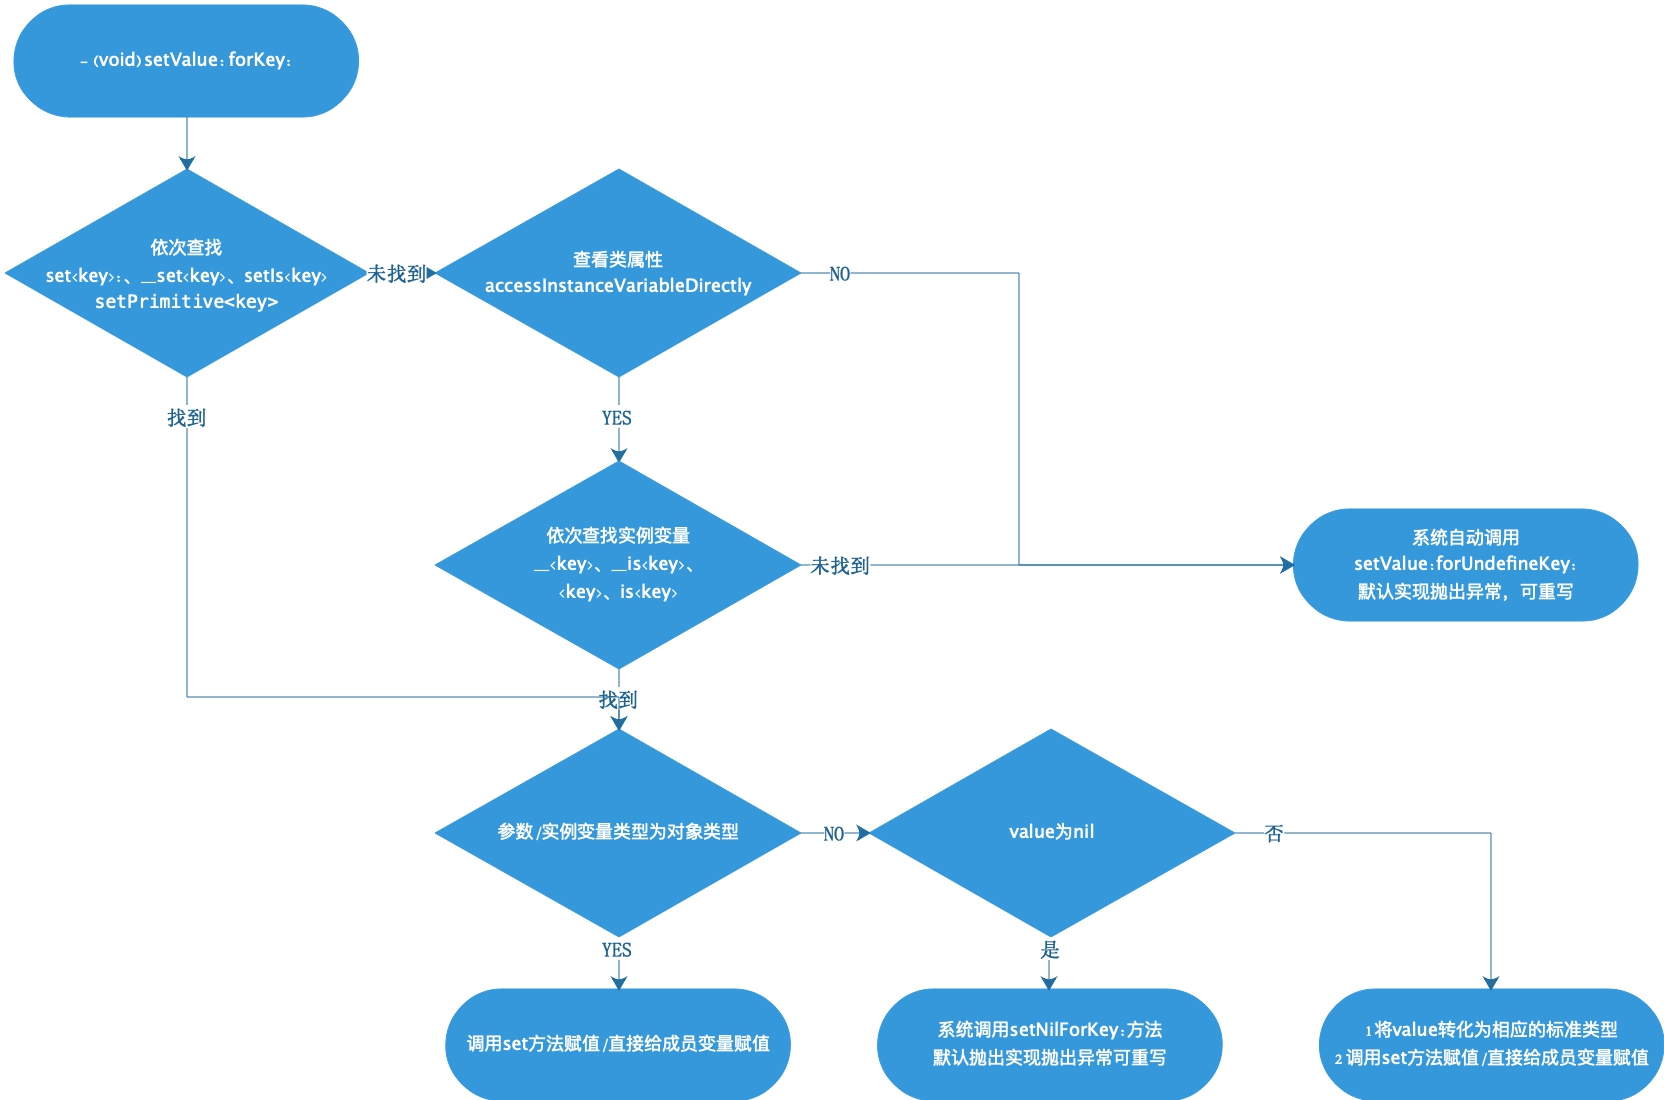 - (void)setValue:forKey:
依次查找
set<key>:、__set<key>、setIs<key>
setPrimitive<key>
未找到
查看类属性
accessInstanceVariableDirectly
NO
找到
YES
依次查找实例变量
__<key>、__is<key>、
<key>、is<key>
未找到
系统自动调用
setValue:forUndefineKey:
默认实现抛出异常，可重写
找到
参数/实例变量类型为对象类型
NO
value为nil
否
YES
是
调用set方法赋值/直接给成员变量赋值
系统调用setNilForKey:方法
默认抛出实现抛出异常可重写
1将value转化为相应的标准类型
2 调用set方法赋值/直接给成员变量赋值